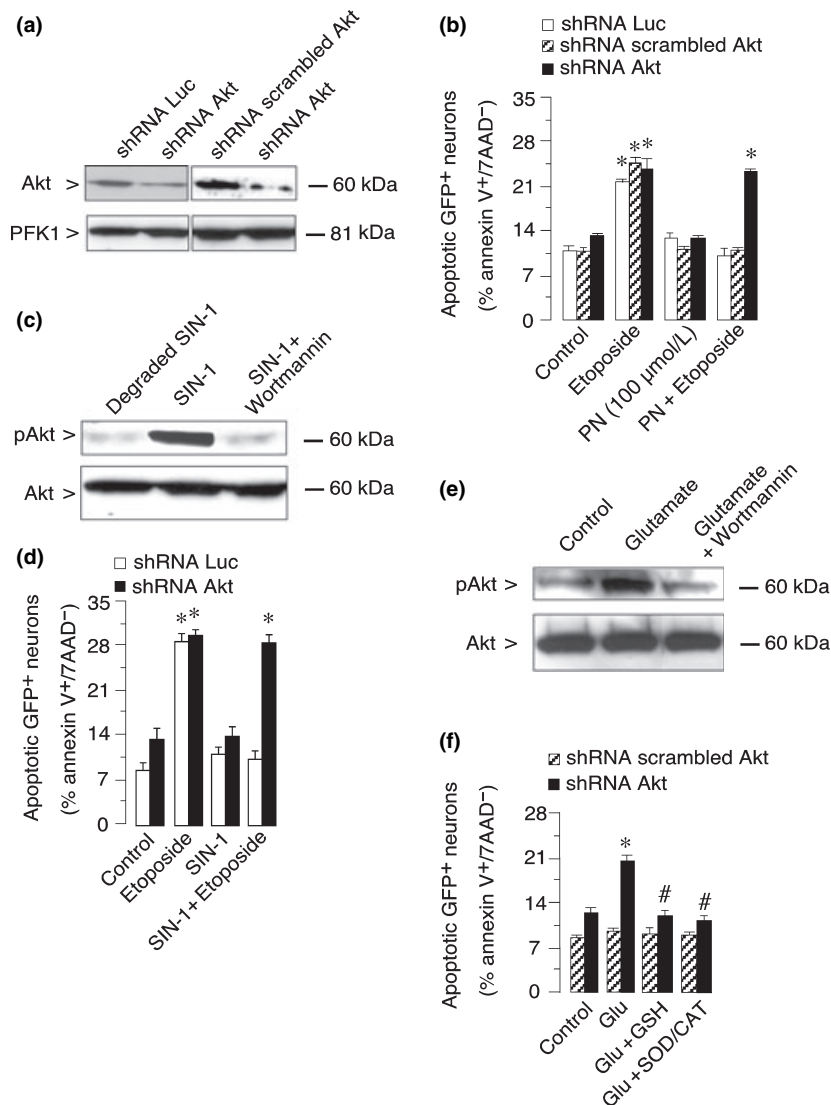 (a)
shRNA Luc
shRNA Akt
shRNA scrambled Akt
shRNA Akt
Akt >
60 kDa
PFK1 >
81 kDa
(b)
shRNA Luc
shRNA scrambled Akt
shRNA Akt
Apoptotic GFP+ neurons
(% annexin V+/7AAD−)
35
28
21
14
7
0
* * *
*
Control
Etoposide
PN (100 μmol/L)
PN + Etoposide
(c)
Degraded SIN-1
SIN-1
SIN-1+
Wortmannin
pAkt >
60 kDa
Akt >
60 kDa
(d)
shRNA Luc
shRNA Akt
Apoptotic GFP+ neurons
(% annexin V+/7AAD−)
35
28
21
14
7
0
* *
*
Control
Etoposide
SIN-1
SIN-1+ Etoposide
(e)
Control
Glutamate
Glutamate
+ Wortmannin
pAkt >
60 kDa
Akt >
60 kDa
(f)
shRNA scrambled Akt
shRNA Akt
Apoptotic GFP+ neurons
(% annexin V+/7AAD−)
28
21
14
7
0
*
#
#
Control
Glu
Glu+GSH
Glu+SOD/CAT